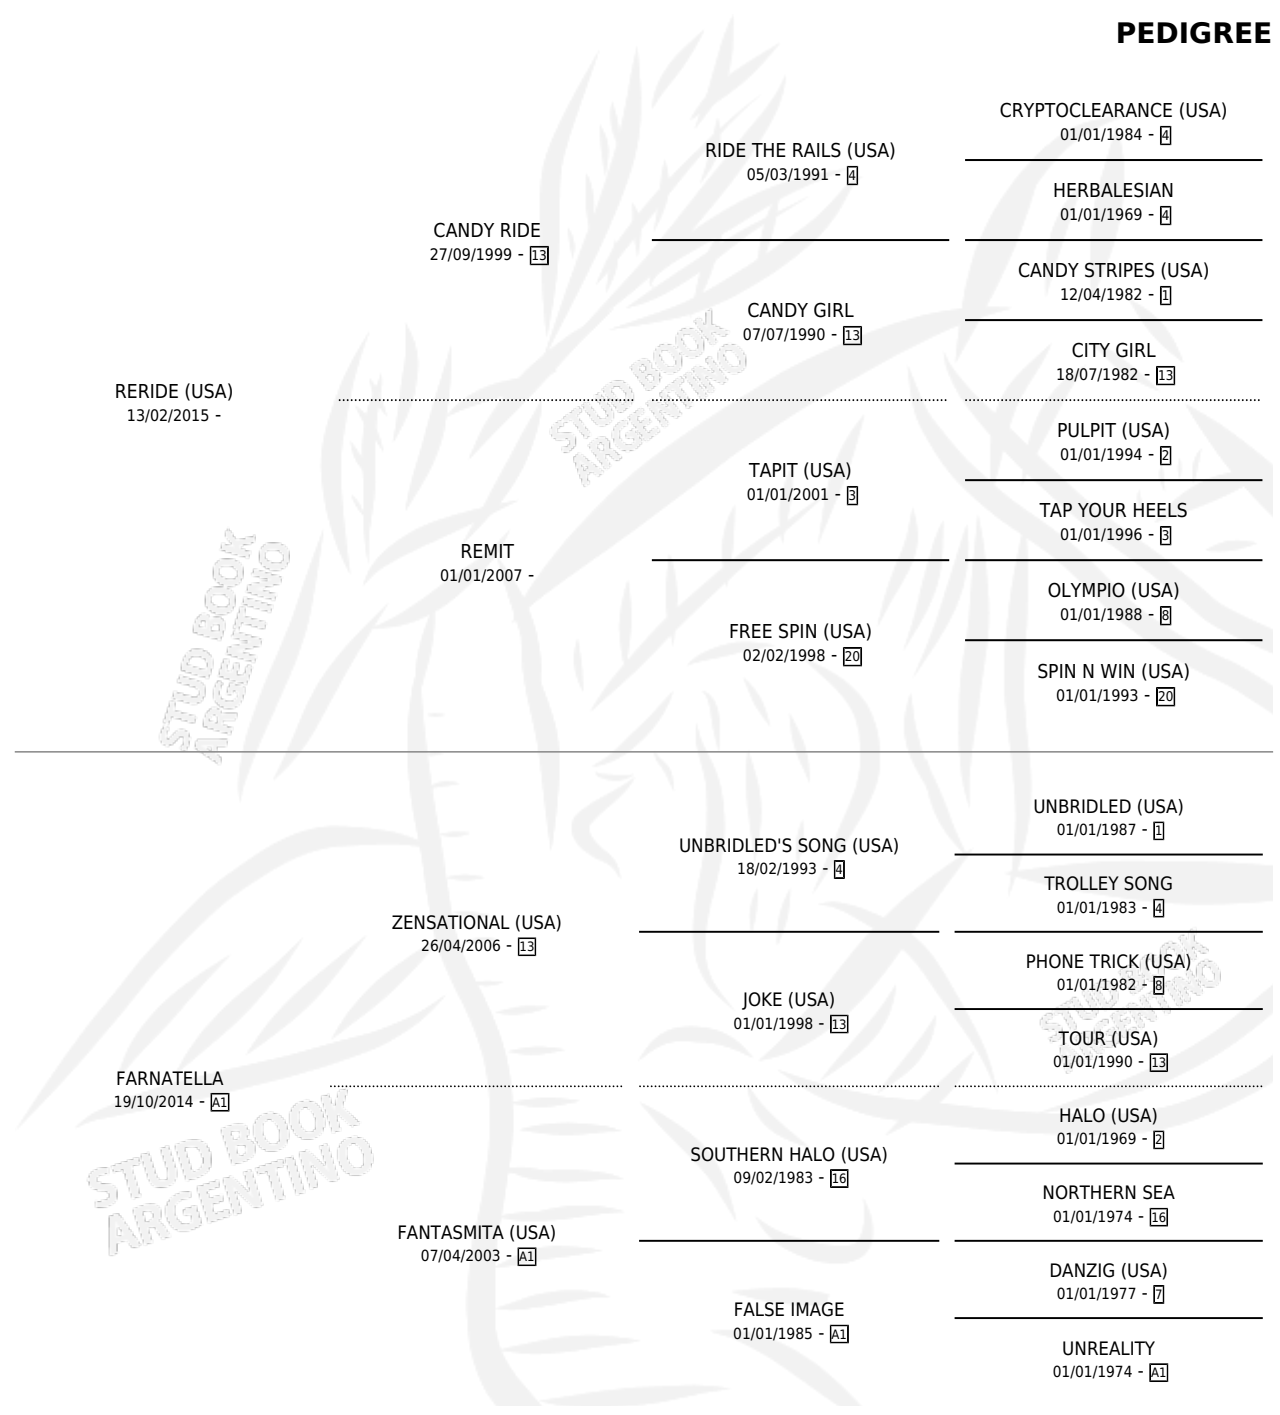 PEDIGREE
CRYPTOCLEARANCE (USA)
01/01/1984 - 4
RIDE THE RAILS (USA)
05/03/1991 - 4
HERBALESIAN
01/01/1969 - 4
CANDY RIDE
27/09/1999 - 13
CANDY STRIPES (USA)
12/04/1982 - 1
CANDY GIRL
07/07/1990 - 13
CITY GIRL
18/07/1982 - 13
RERIDE (USA)
13/02/2015 -
PULPIT (USA)
01/01/1994 - 2
TAPIT (USA)
01/01/2001 - 3
TAP YOUR HEELS
01/01/1996 - 3
REMIT
01/01/2007 -
OLYMPIO (USA)
01/01/1988 - 8
FREE SPIN (USA)
02/02/1998 - 20
SPIN N WIN (USA)
01/01/1993 - 20
UNBRIDLED (USA)
01/01/1987 - 1
UNBRIDLED'S SONG (USA)
18/02/1993 - 4
TROLLEY SONG
01/01/1983 - 4
ZENSATIONAL (USA)
26/04/2006 - 13
PHONE TRICK (USA)
01/01/1982 - 8
JOKE (USA)
01/01/1998 - 13
TOUR (USA)
01/01/1990 - 13
FARNATELLA
19/10/2014 - A1
HALO (USA)
01/01/1969 - 2
SOUTHERN HALO (USA)
09/02/1983 - 16
NORTHERN SEA
01/01/1974 - 16
FANTASMITA (USA)
07/04/2003 - A1
DANZIG (USA)
01/01/1977 - 7
FALSE IMAGE
01/01/1985 - A1
UNREALITY
01/01/1974 - A1
STUD BOOK
ARGENTINO
STUD BOOK
ARGENTINO
STUD BOOK
ARGENTINO
STUD BOOK
ARGENTINO